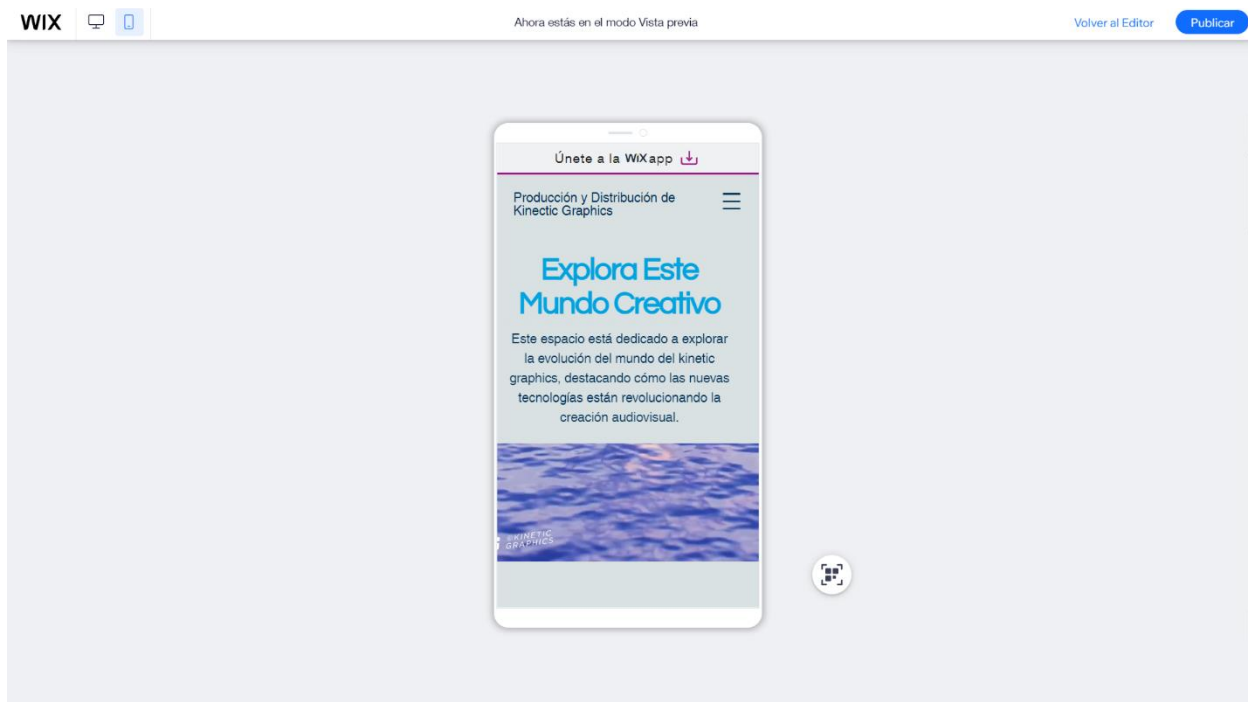 WIX
Ahora estás en el modo Vista previa
Volver al Editor
Publicar
Únete a la WiX app
Producción y Distribución de
Kinectic Graphics
Explora Este
Mundo Creativo
Este espacio está dedicado a explorar
la evolución del mundo del kinetic
graphics, destacando cómo las nuevas
tecnologías están revolucionando la
creación audiovisual.
©KINETIC
GRAPHICS